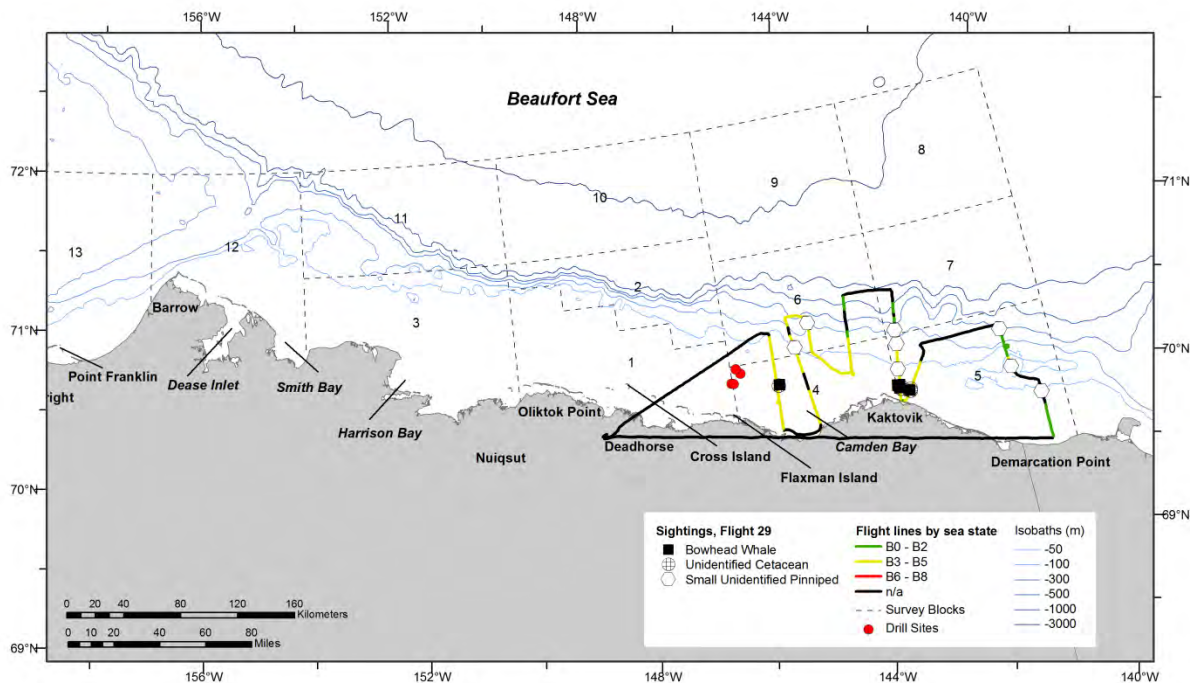 156°W 152°W 148°W 144°W 140°W
Beaufort Sea
8
72°N
71°N
9
10
11
13
12
7
2
6
Barrow
3
71°N
70°N
Point Franklin
1
5
right
Dease Inlet
Smith Bay
4
Oliktok Point
Kaktovik
Harrison Bay
Deadhorse
Camden Bay
Nuiqsut
Cross Island
Demarcation Point
Flaxman Island
70°N
69°N
Sightings, Flight 29
Bowhead Whale
Unidentified Cetacean
Small Unidentified Pinniped
Flight lines by sea state
B0 - B2
B3 - B5
B6 - B8
n/a
Survey Blocks
Drill Sites
Isobaths (m)
-50
-100
-300
-500
-1000
-3000
0 20 40 80 120 160
Kilometers
0 10 20 40 60 80
Miles
69°N
156°W 152°W 148°W 144°W 142°W 140°W